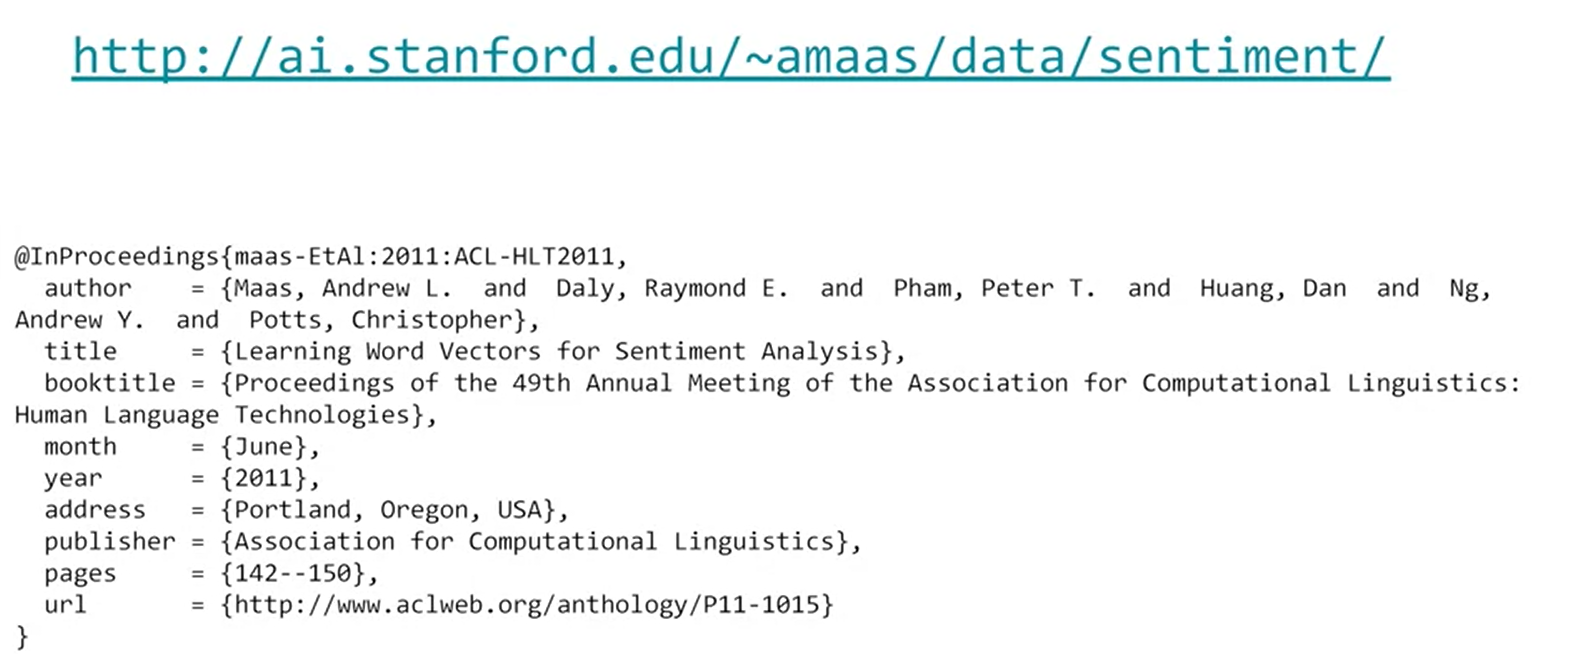 http://ai.stanford.edu/~amaas/data/sentiment/
@InProceedings{maas-EtAl:2011:ACL-HLT2011,
  author    = {Maas, Andrew L.  and  Daly, Raymond E.  and  Pham, Peter T.  and  Huang, Dan  and  Ng,
Andrew Y.  and  Potts, Christopher},
  title     = {Learning Word Vectors for Sentiment Analysis},
  booktitle = {Proceedings of the 49th Annual Meeting of the Association for Computational Linguistics:
Human Language Technologies},
  month     = {June},
  year      = {2011},
  address   = {Portland, Oregon, USA},
  publisher = {Association for Computational Linguistics},
  pages     = {142--150},
  url       = {http://www.aclweb.org/anthology/P11-1015}
}